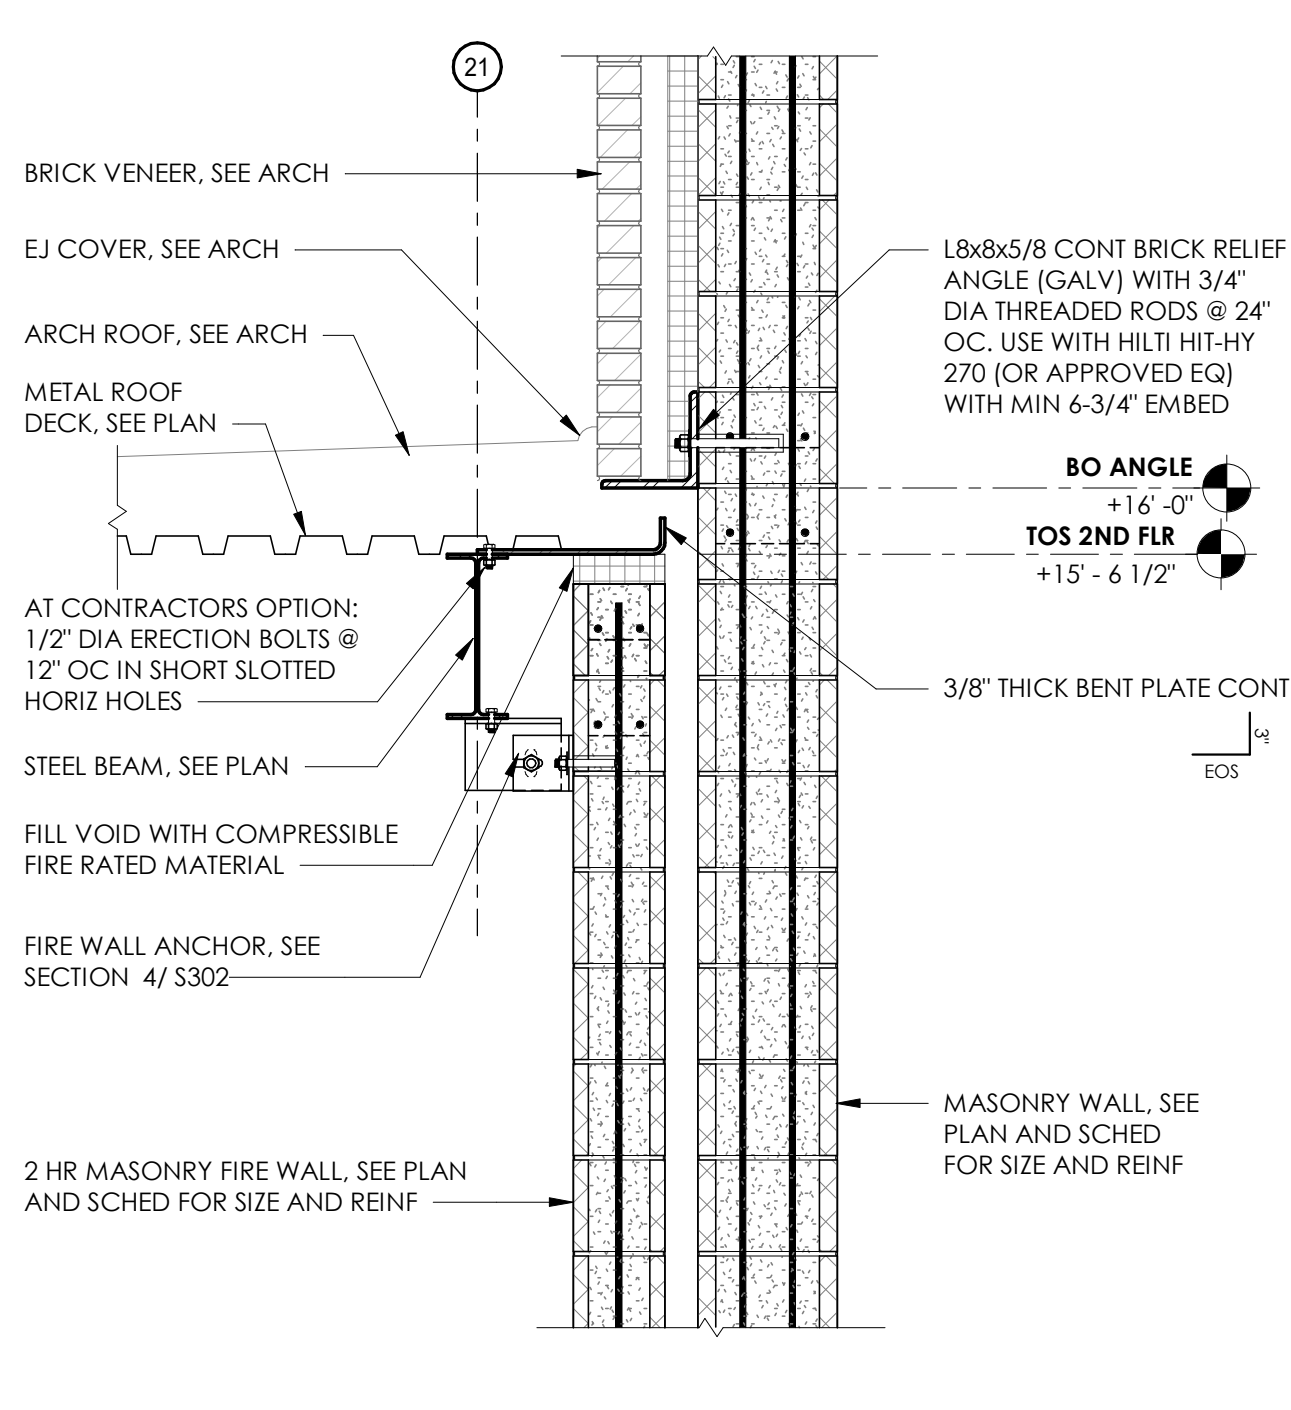 21
BRICK VENEER, SEE ARCH
EJ COVER, SEE ARCH
ARCH ROOF, SEE ARCH
METAL ROOF
DECK, SEE PLAN
AT CONTRACTORS OPTION:
1/2" DIA ERECTION BOLTS @
12" OC IN SHORT SLOTTED
HORIZ HOLES
STEEL BEAM, SEE PLAN
FILL VOID WITH COMPRESSIBLE
FIRE RATED MATERIAL
FIRE WALL ANCHOR, SEE
SECTION 4/ S302
2 HR MASONRY FIRE WALL, SEE PLAN
AND SCHED FOR SIZE AND REINF
L8x8x5/8 CONT BRICK RELIEF
ANGLE (GALV) WITH 3/4"
DIA THREADED RODS @ 24"
OC. USE WITH HILTI HIT-HY
270 (OR APPROVED EQ)
WITH MIN 6-3/4" EMBED
BO ANGLE
+16' -0"
TOS 2ND FLR
+15' - 6 1/2"
3/8" THICK BENT PLATE CONT
3"
EOS
MASONRY WALL, SEE
PLAN AND SCHED
FOR SIZE AND REINF